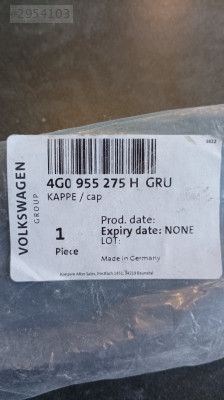 2954103
VOLKSWAGEN
GROUP
4G0 955 275 H GRU
KAPPE / cap
1
Piece
Prod. date:
Expiry date: NONE
LOT:
Made in Germany